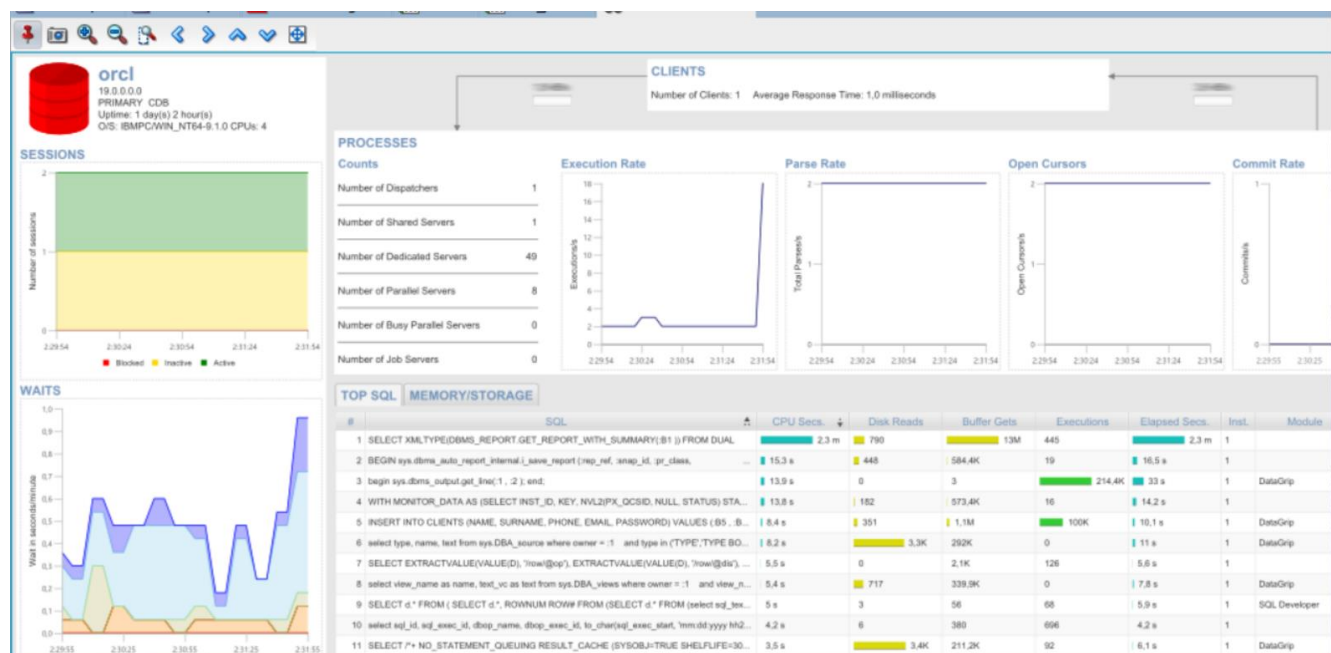 orcl
19.0.0.0.0
PRIMARY CDB
Uptime: 1 day(s) 2 hour(s)
O/S: IBMPC/WIN_NT64-9.1.0 CPUs: 4
CLIENTS
Number of Clients: 1 Average Response Time: 1,0 milliseconds
SESSIONS
2
1
0
Number of sessions
2:29:54 2:30:24 2:30:54 2:31:24 2:31:54
Blocked Inactive Active
PROCESSES
Counts
Number of Dispatchers 1
Number of Shared Servers 1
Number of Dedicated Servers 49
Number of Parallel Servers 8
Number of Busy Parallel Servers 0
Number of Job Servers 0
Execution Rate
18
16
14
12
10
8
6
4
2
0
Executions/s
2:29:54 2:30:24 2:30:54 2:31:24 2:31:54
Parse Rate
2
1
0
Total Parses/s
2:29:54 2:30:24 2:30:54 2:31:24 2:31:54
Open Cursors
2
1
0
Open Cursors/s
2:29:54 2:30:24 2:30:54 2:31:24 2:31:54
Commit Rate
1
0
Commits/s
2:29:55 2:30:25
WAITS
1,0
0,9
0,8
0,7
0,6
0,5
0,4
0,3
0,2
0,1
0,0
Wait in seconds/minute
2:29:55 2:30:25 2:30:55 2:31:25 2:31:55
TOP SQL MEMORY/STORAGE
# SQL CPU Secs. Disk Reads Buffer Gets Executions Elapsed Secs. Inst. Module
1 SELECT XMLTYPE(DBMS_REPORT.GET_REPORT_WITH_SUMMARY(:B1 )) FROM DUAL 2,3 m 790 13M 445 2,3 m 1
2 BEGIN sys.dbms_auto_report_internal.i_save_report (:rep_ref, :snap_id, :pr_class, ... 15,3 s 448 584,4K 19 16,5 s 1
3 begin sys.dbms_output.get_line(:1 , :2 ); end; 13,9 s 0 3 214,4K 33 s 1 DataGrip
4 WITH MONITOR_DATA AS (SELECT INST_ID, KEY, NVL2(PX_QCSID, NULL, STATUS) STA... 13,8 s 182 573,4K 16 14,2 s 1
5 INSERT INTO CLIENTS (NAME, SURNAME, PHONE, EMAIL, PASSWORD) VALUES (:B5 , :B... 8,4 s 351 1,1M 100K 10,1 s 1 DataGrip
6 select type, name, text from sys.DBA_source where owner = :1 and type in ('TYPE','TYPE BO... 8,2 s 3,3K 292K 0 11 s 1 DataGrip
7 SELECT EXTRACTVALUE(VALUE(D), '/row/@op'), EXTRACTVALUE(VALUE(D), '/row/@dis'), ... 5,5 s 0 2,1K 126 5,6 s 1
8 select view_name as name, text_vc as text from sys.DBA_views where owner = :1 and view_n... 5,4 s 717 339,9K 0 7,8 s 1 DataGrip
9 SELECT d.* FROM ( SELECT d.*, ROWNUM ROW# FROM (SELECT d.* FROM (select sql_tex... 5 s 3 56 68 5,9 s 1 SQL Developer
10 select sql_id, sql_exec_id, dbop_name, dbop_exec_id, to_char(sql_exec_start, 'mm:dd:yyyy hh2... 4,2 s 6 380 696 4,2 s 1
11 SELECT /*+ NO_STATEMENT_QUEUING RESULT_CACHE (SYSOBJ=TRUE SHELFLIFE=30... 3,5 s 3,4K 211,2K 92 6,1 s 1 DataGrip